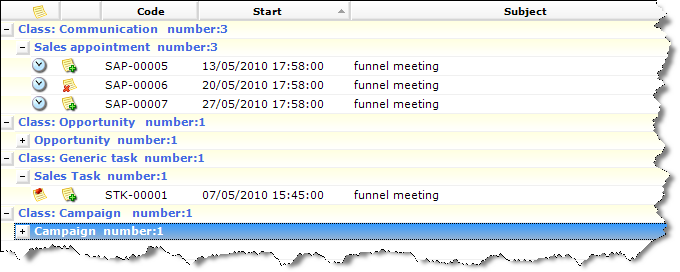 Code Start Subject
Class: Communication number:3
Sales appointment number:3
SAP-00005 13/05/2010 17:58:00 funnel meeting
SAP-00006 20/05/2010 17:58:00 funnel meeting
SAP-00007 27/05/2010 17:58:00 funnel meeting
Class: Opportunity number:1
Opportunity number:1
Class: Generic task number:1
Sales Task number:1
STK-00001 07/05/2010 15:45:00 funnel meeting
Class: Campaign number:1
Campaign number:1